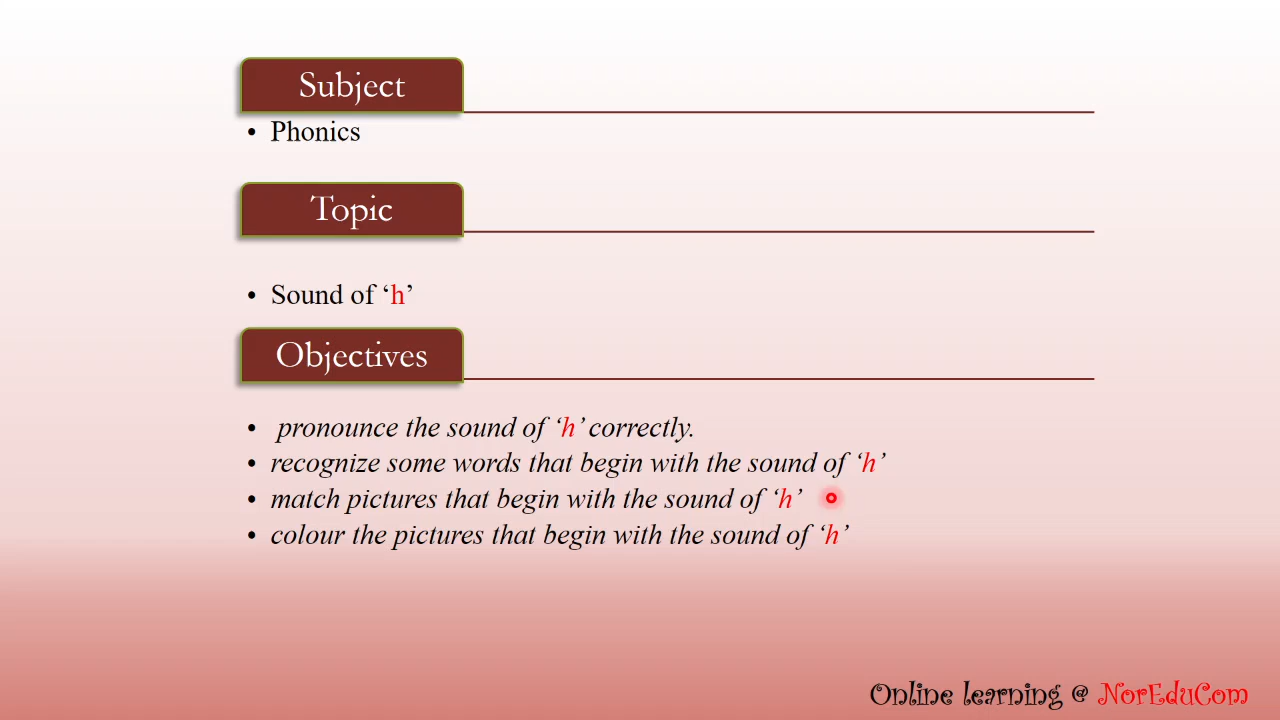 Subject
• Phonics
Topic
• Sound of ‘h’
Objectives
• pronounce the sound of ‘h’ correctly.
• recognize some words that begin with the sound of ‘h’
• match pictures that begin with the sound of ‘h’
• colour the pictures that begin with the sound of ‘h’
Online learning @ NorEduCom